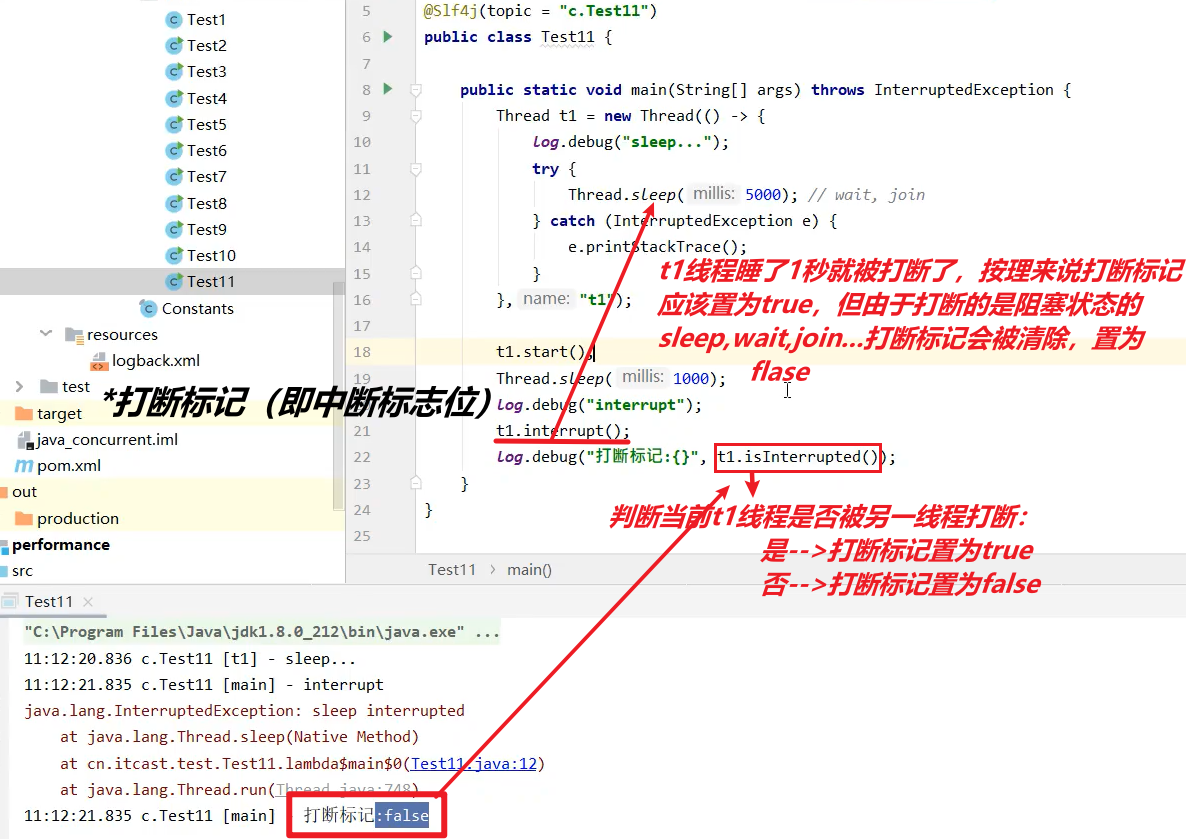 Test1
Test2
Test3
Test4
Test5
Test6
Test7
Test8
Test9
Test10
Test11
Constants
resources
logback.xml
test
target
java_concurrent.iml
pom.xml
out
production
performance
src
*打断标记（即中断标志位）
5 @Slf4j(topic = "c.Test11")
6 public class Test11 {
7
8 public static void main(String[] args) throws InterruptedException {
9 Thread t1 = new Thread(() -> {
10 log.debug("sleep...");
11 try {
12 Thread.sleep( millis: 5000); // wait, join
13 } catch (InterruptedException e) {
14 e.printStackTrace();
15 }
16 }, name: "t1");
17
18 t1.start();
19 Thread.sleep( millis: 1000);
log.debug("interrupt");
21 t1.interrupt();
22 log.debug("打断标记:{}", t1.isInterrupted());
23 }
24 }
25
t1线程睡了1秒就被打断了，按理来说打断标记
应该置为true，但由于打断的是阻塞状态的
sleep,wait,join...打断标记会被清除，置为
flase
判断当前t1线程是否被另一线程打断：
是-->打断标记置为true
否-->打断标记置为false
Test11 > main()
Test11 ×
"C:\Program Files\Java\jdk1.8.0_212\bin\java.exe" ...
11:12:20.836 c.Test11 [t1] - sleep...
11:12:21.835 c.Test11 [main] - interrupt
java.lang.InterruptedException: sleep interrupted
at java.lang.Thread.sleep(Native Method)
at cn.itcast.test.Test11.lambda$main$0(Test11.java:12)
at java.lang.Thread.run(Thread.java:748)
11:12:21.835 c.Test11 [main] - 打断标记:false